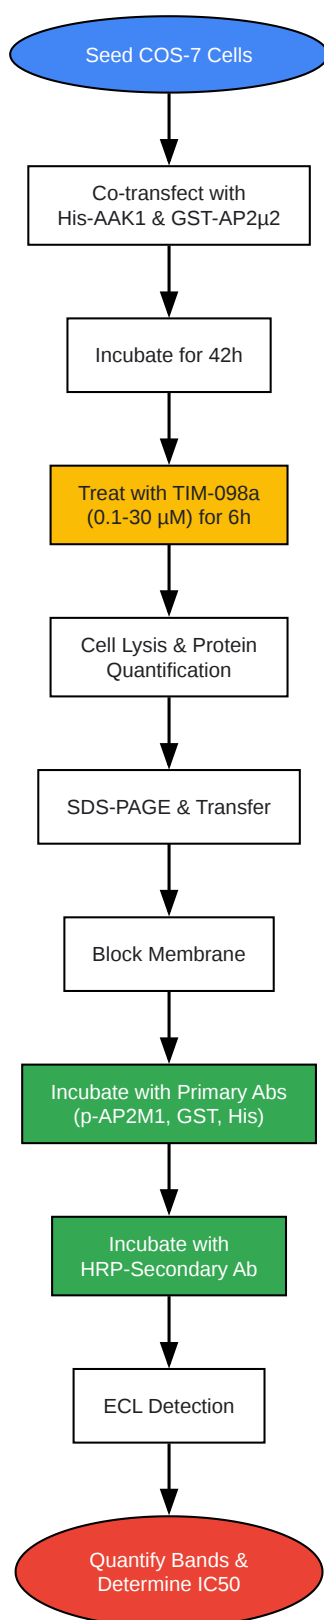 Seed COS-7 Cells
Co-transfect with
His-AAK1 & GST-AP2μ2
Incubate for 42h
Treat with TIM-098a
(0.1-30 μM) for 6h
Cell Lysis & Protein
Quantification
SDS-PAGE & Transfer
Block Membrane
Incubate with Primary Abs
(p-AP2M1, GST, His)
Incubate with
HRP-Secondary Ab
ECL Detection
Quantify Bands &
Determine IC50